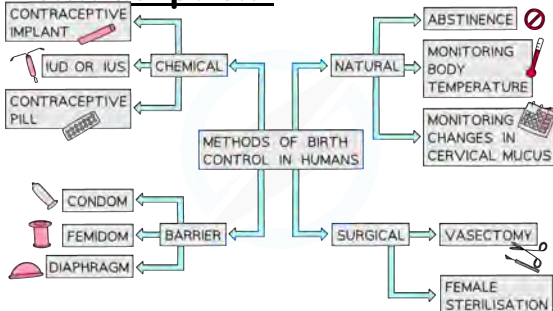 CONTRACEPTIVE
IMPLANT
IUD OR IUS
CONTRACEPTIVE
PILL
CHEMICAL
NATURAL
ABSTINENCE
MONITORING
BODY
TEMPERATURE
MONITORING
CHANGES IN
CERVICAL MUCUS
METHODS OF BIRTH
CONTROL IN HUMANS
CONDOM
FEMIDOM
DIAPHRAGM
BARRIER
SURGICAL
VASECTOMY
FEMALE
STERILISATION